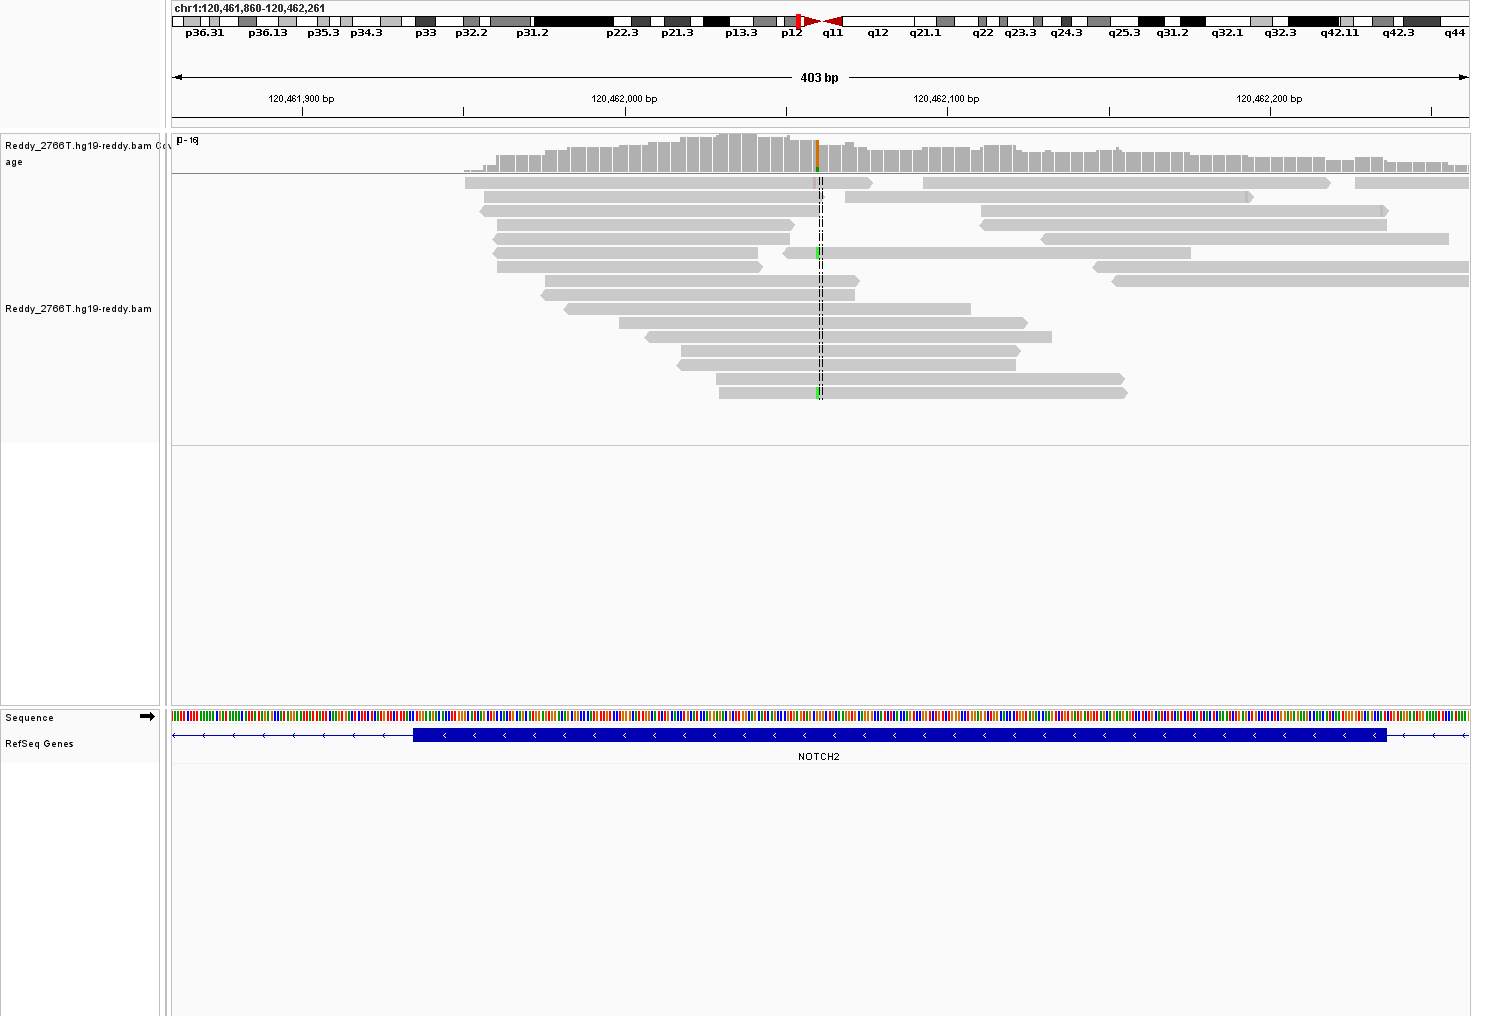 chr1:120,461,860-120,462,261
p36.31 p36.13 p35.3 p34.3 p33 p32.2 p31.2 p22.3 p21.3 p13.3 p12 q11 q12 q21.1 q22 q23.3 q24.3 q25.3 q31.2 q32.1 q32.3 q42.11 q42.3 q44
403 bp
120,461,900 bp 120,462,000 bp 120,462,100 bp 120,462,200 bp
Reddy_2766T.hg19-reddy.bam Cov
age
[0 - 16]
Reddy_2766T.hg19-reddy.bam
Sequence
RefSeq Genes
NOTCH2